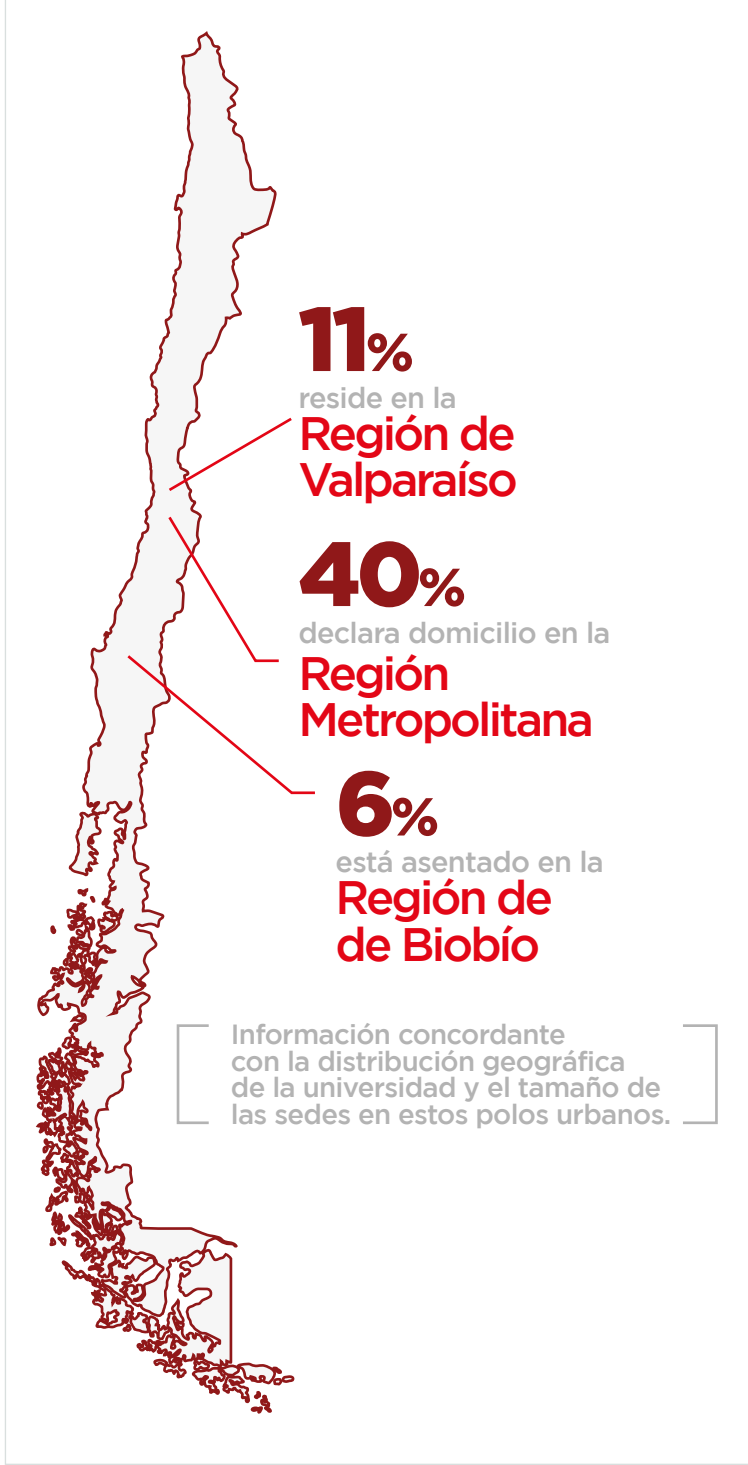 11%
reside en la
Región de
Valparaíso
40%
declara domicilio en la
Región
Metropolitana
6%
está asentado en la
Región de
de Biobío
Información concordante
con la distribución geográfica
de la universidad y el tamaño de
las sedes en estos polos urbanos.